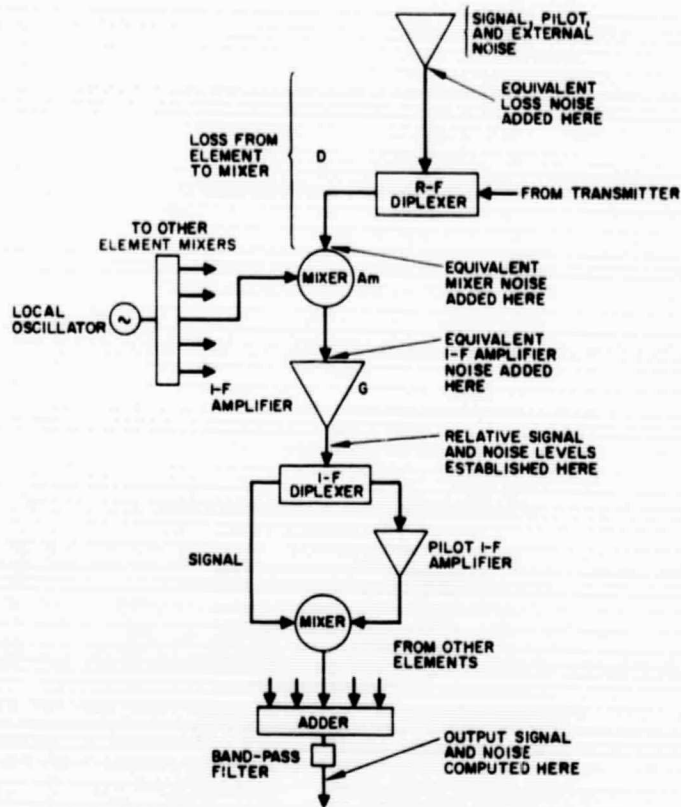 SIGNAL, PILOT,
AND EXTERNAL
NOISE
EQUIVALENT
LOSS NOISE
ADDED HERE
LOSS FROM
ELEMENT
TO MIXER
D
R-F
DIPLEXER
FROM TRANSMITTER
TO OTHER
ELEMENT MIXERS
MIXER
Am
EQUIVALENT
MIXER NOISE
ADDED HERE
LOCAL
OSCILLATOR
~
EQUIVALENT
I-F AMPLIFIER
NOISE ADDED
HERE
I-F
AMPLIFIER
G
RELATIVE SIGNAL
AND NOISE LEVELS
ESTABLISHED HERE
I-F
DIPLEXER
SIGNAL
PILOT I-F
AMPLIFIER
MIXER
FROM OTHER
ELEMENTS
ADDER
BAND-PASS
FILTER
OUTPUT SIGNAL
AND NOISE
COMPUTED HERE